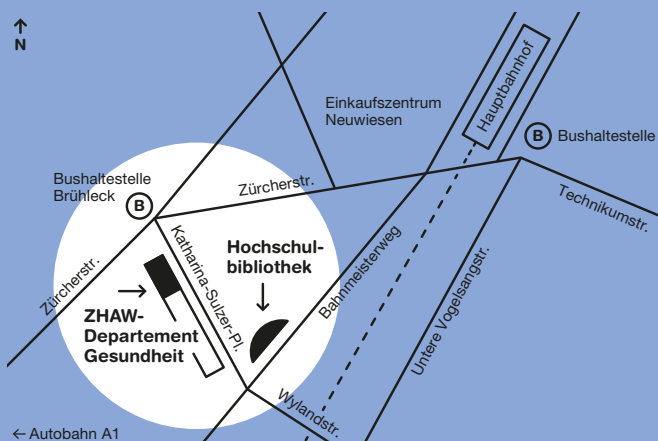 N
Hauptbahnhof
Einkaufszentrum
Neuwiesen
B
Bushaltestelle
Bushaltestelle
Brühleck
B
Zürcherstr.
Technikumstr.
Zürcherstr.
Katharina-Sulzer-Pl.
Hochschul-
bibliothek
Bahnmeisterweg
Untere Vogelsangstr.
ZHAW-
Departement
Gesundheit
Wylandstr.
← Autobahn A1